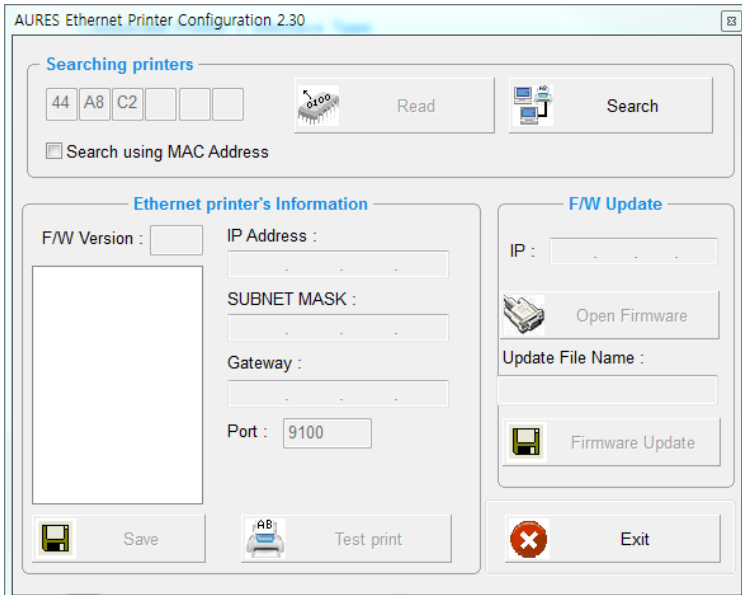 AURES Ethernet Printer Configuration 2.30
Searching printers
44 A8 C2
Read
Search
Search using MAC Address
Ethernet printer's Information
F/W Version :
IP Address :
. . .
SUBNET MASK :
. . .
Gateway :
. . .
Port : 9100
Save
Test print
F/W Update
IP : . . .
Open Firmware
Update File Name :
Firmware Update
Exit